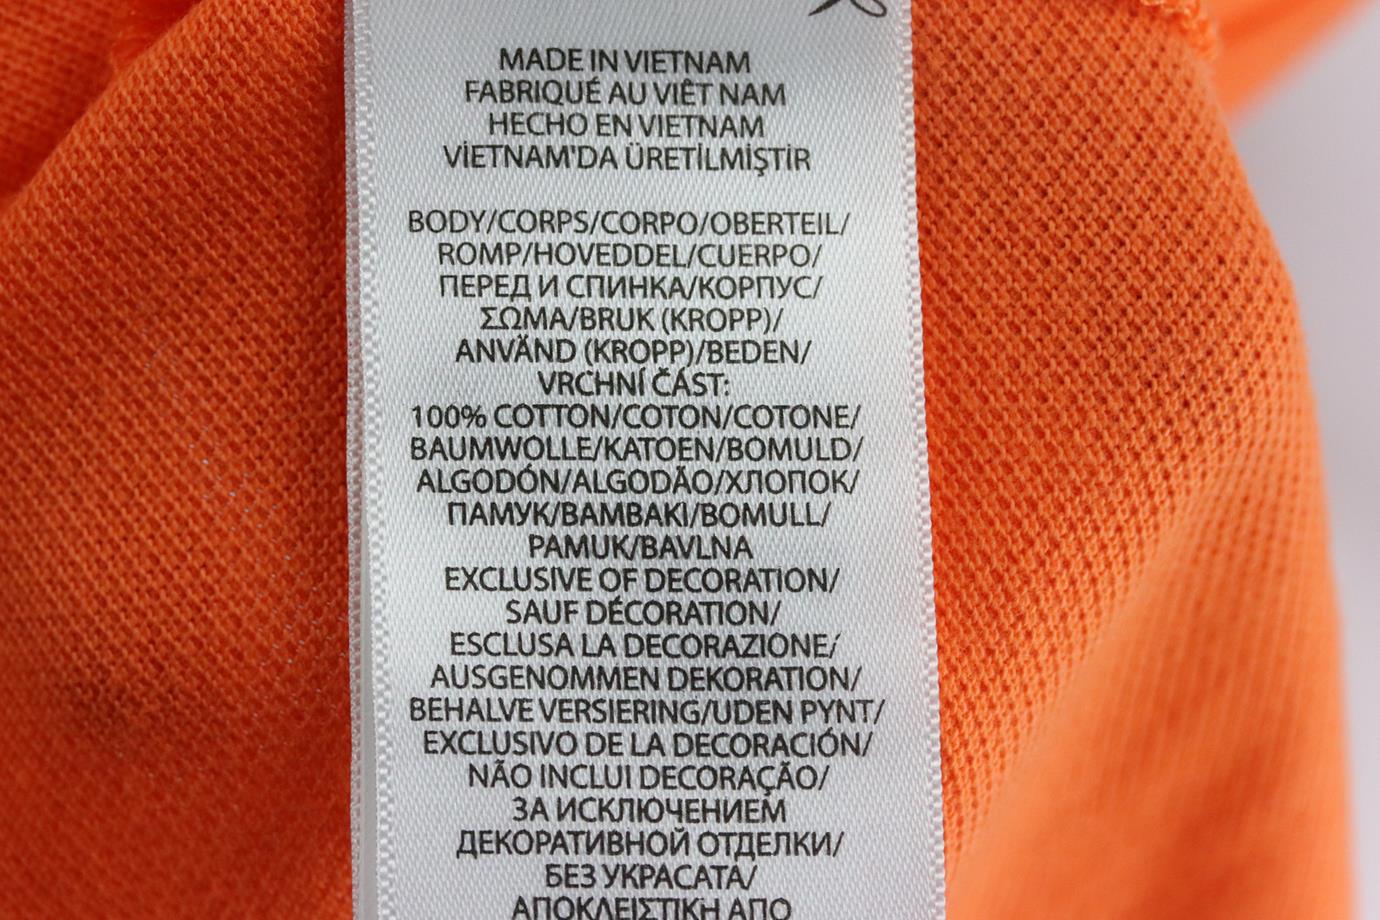 MADE IN VIETNAM
FABRIQUÉ AU VIÊT NAM
HECHO EN VIETNAM
VİETNAM'DA ÜRETİLMİŞTİR
BODY/CORPS/CORPO/OBERTEIL/
ROMP/HOVEDDEL/CUERPO/
ПЕРЕД И СПИНКА/КОРПУС/
ΣΩΜΑ/BRUK (KROPP)/
ANVÄND (KROPP)/BEDEN/
VRCHNÍ ČÁST:
100% COTTON/COTON/COTONE/
BAUMWOLLE/KATOEN/BOMULD/
ALGODÓN/ALGODÃO/ХЛОПОК/
ПАМУК/ΒΑΜΒΑΚΙ/BOMULL/
PAMUK/BAVLNA
EXCLUSIVE OF DECORATION/
SAUF DÉCORATION/
ESCLUSA LA DECORAZIONE/
AUSGENOMMEN DEKORATION/
BEHALVE VERSIERING/UDEN PYNT/
EXCLUSIVO DE LA DECORACIÓN/
NÃO INCLUI DECORAÇÃO/
ЗА ИСКЛЮЧЕНИЕМ
ДЕКОРАТИВНОЙ ОТДЕЛКИ/
БЕЗ УКРАСАТА/
ΑΠΟΚΛΕΙΣΤΙΚΗ ΑΠΟ